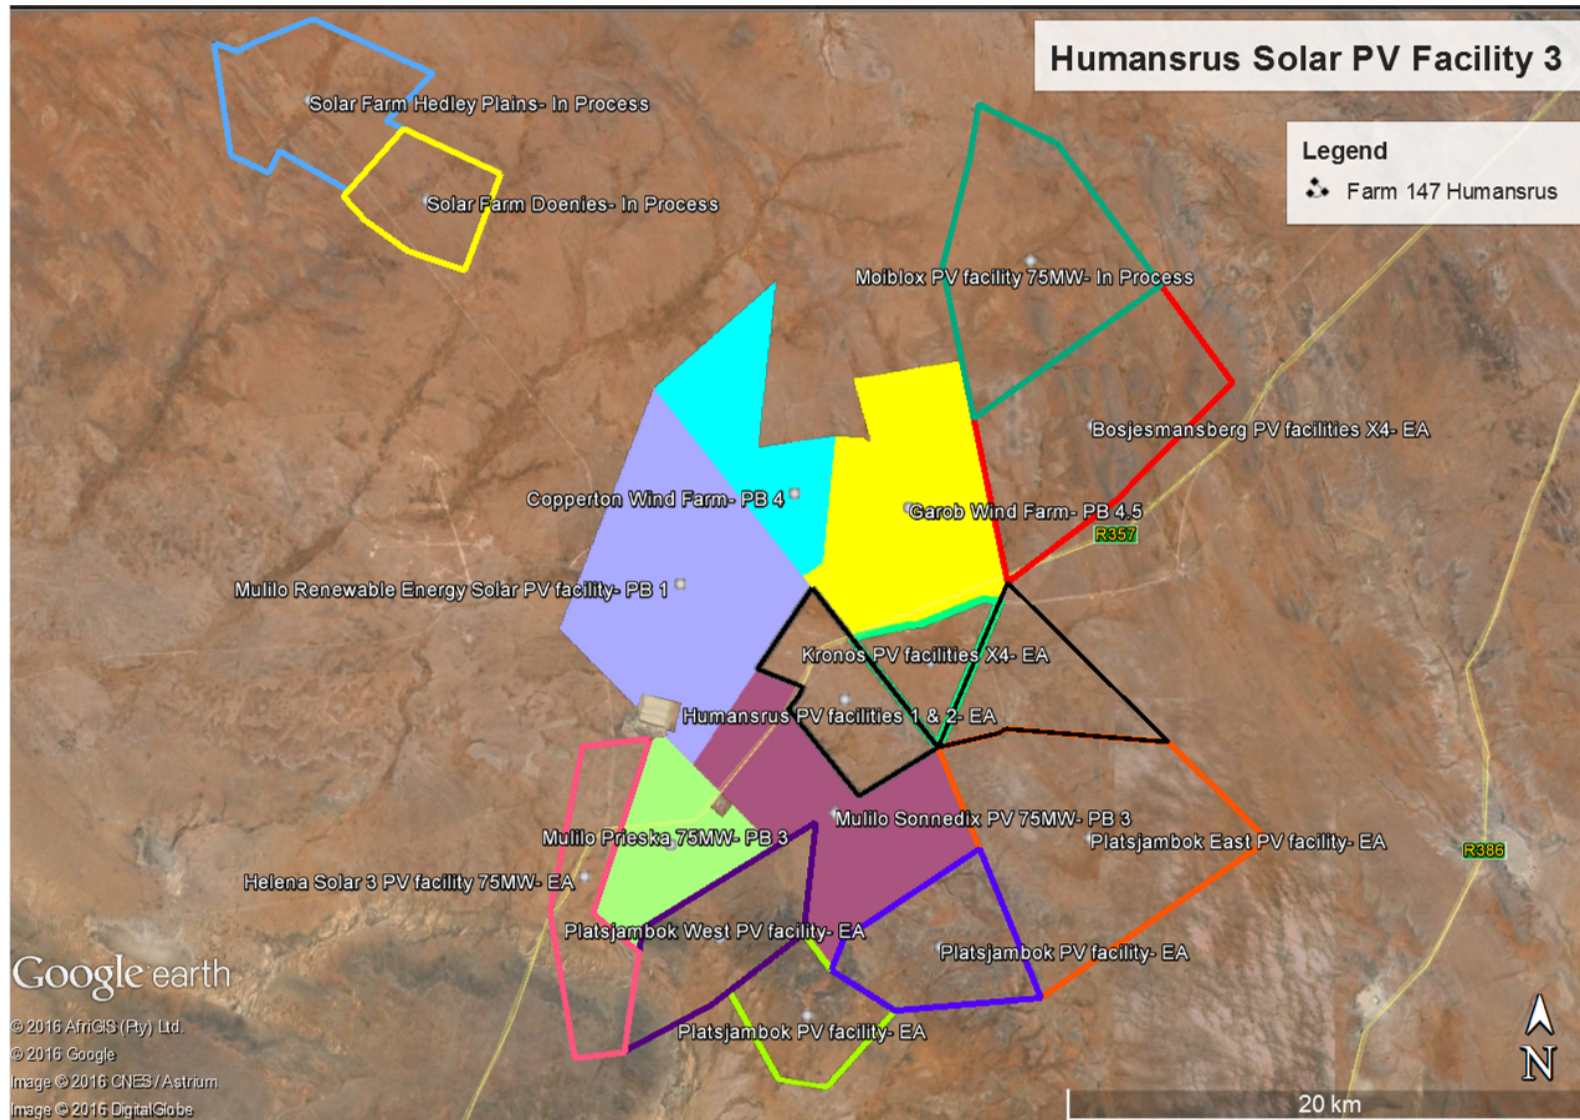 Humansrus Solar PV Facility 3
Legend
Farm 147 Humansrus
Solar Farm Hedley Plains- In Process
Solar Farm Doenies- In Process
Moiblox PV facility 75MW- In Process
Bosjesmansberg PV facilities X4- EA
Copperton Wind Farm- PB 4
Garob Wind Farm- PB 4.5
R357
Mulilo Renewable Energy Solar PV facility- PB 1
Kronos PV facilities X4- EA
Humansrus PV facilities 1 & 2- EA
Mulilo Sonnedix PV 75MW- PB 3
Mulilo Prieska 75MW- PB 3
Platsjambok East PV facility- EA
R386
Helena Solar 3 PV facility 75MW- EA
Platsjambok West PV facility- EA
Platsjambok PV facility- EA
Platsjambok PV facility- EA
Google earth
© 2016 AfriGIS (Pty) Ltd.
© 2016 Google
Image © 2016 CNES / Astrium
Image © 2016 DigitalGlobe
N
20 km